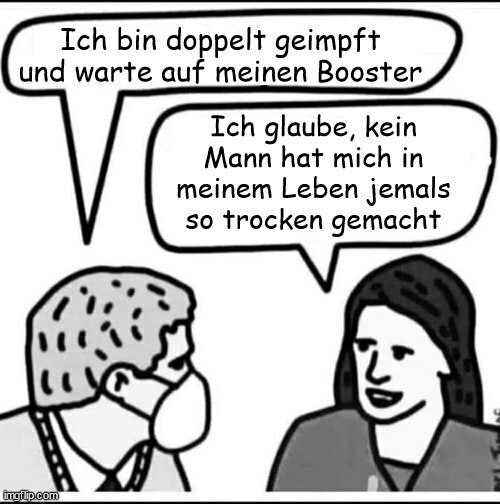 Ich bin doppelt geimpft
und warte auf meinen Booster
Ich glaube, kein
Mann hat mich in
meinem Leben jemals
so trocken gemacht
imgflip.com